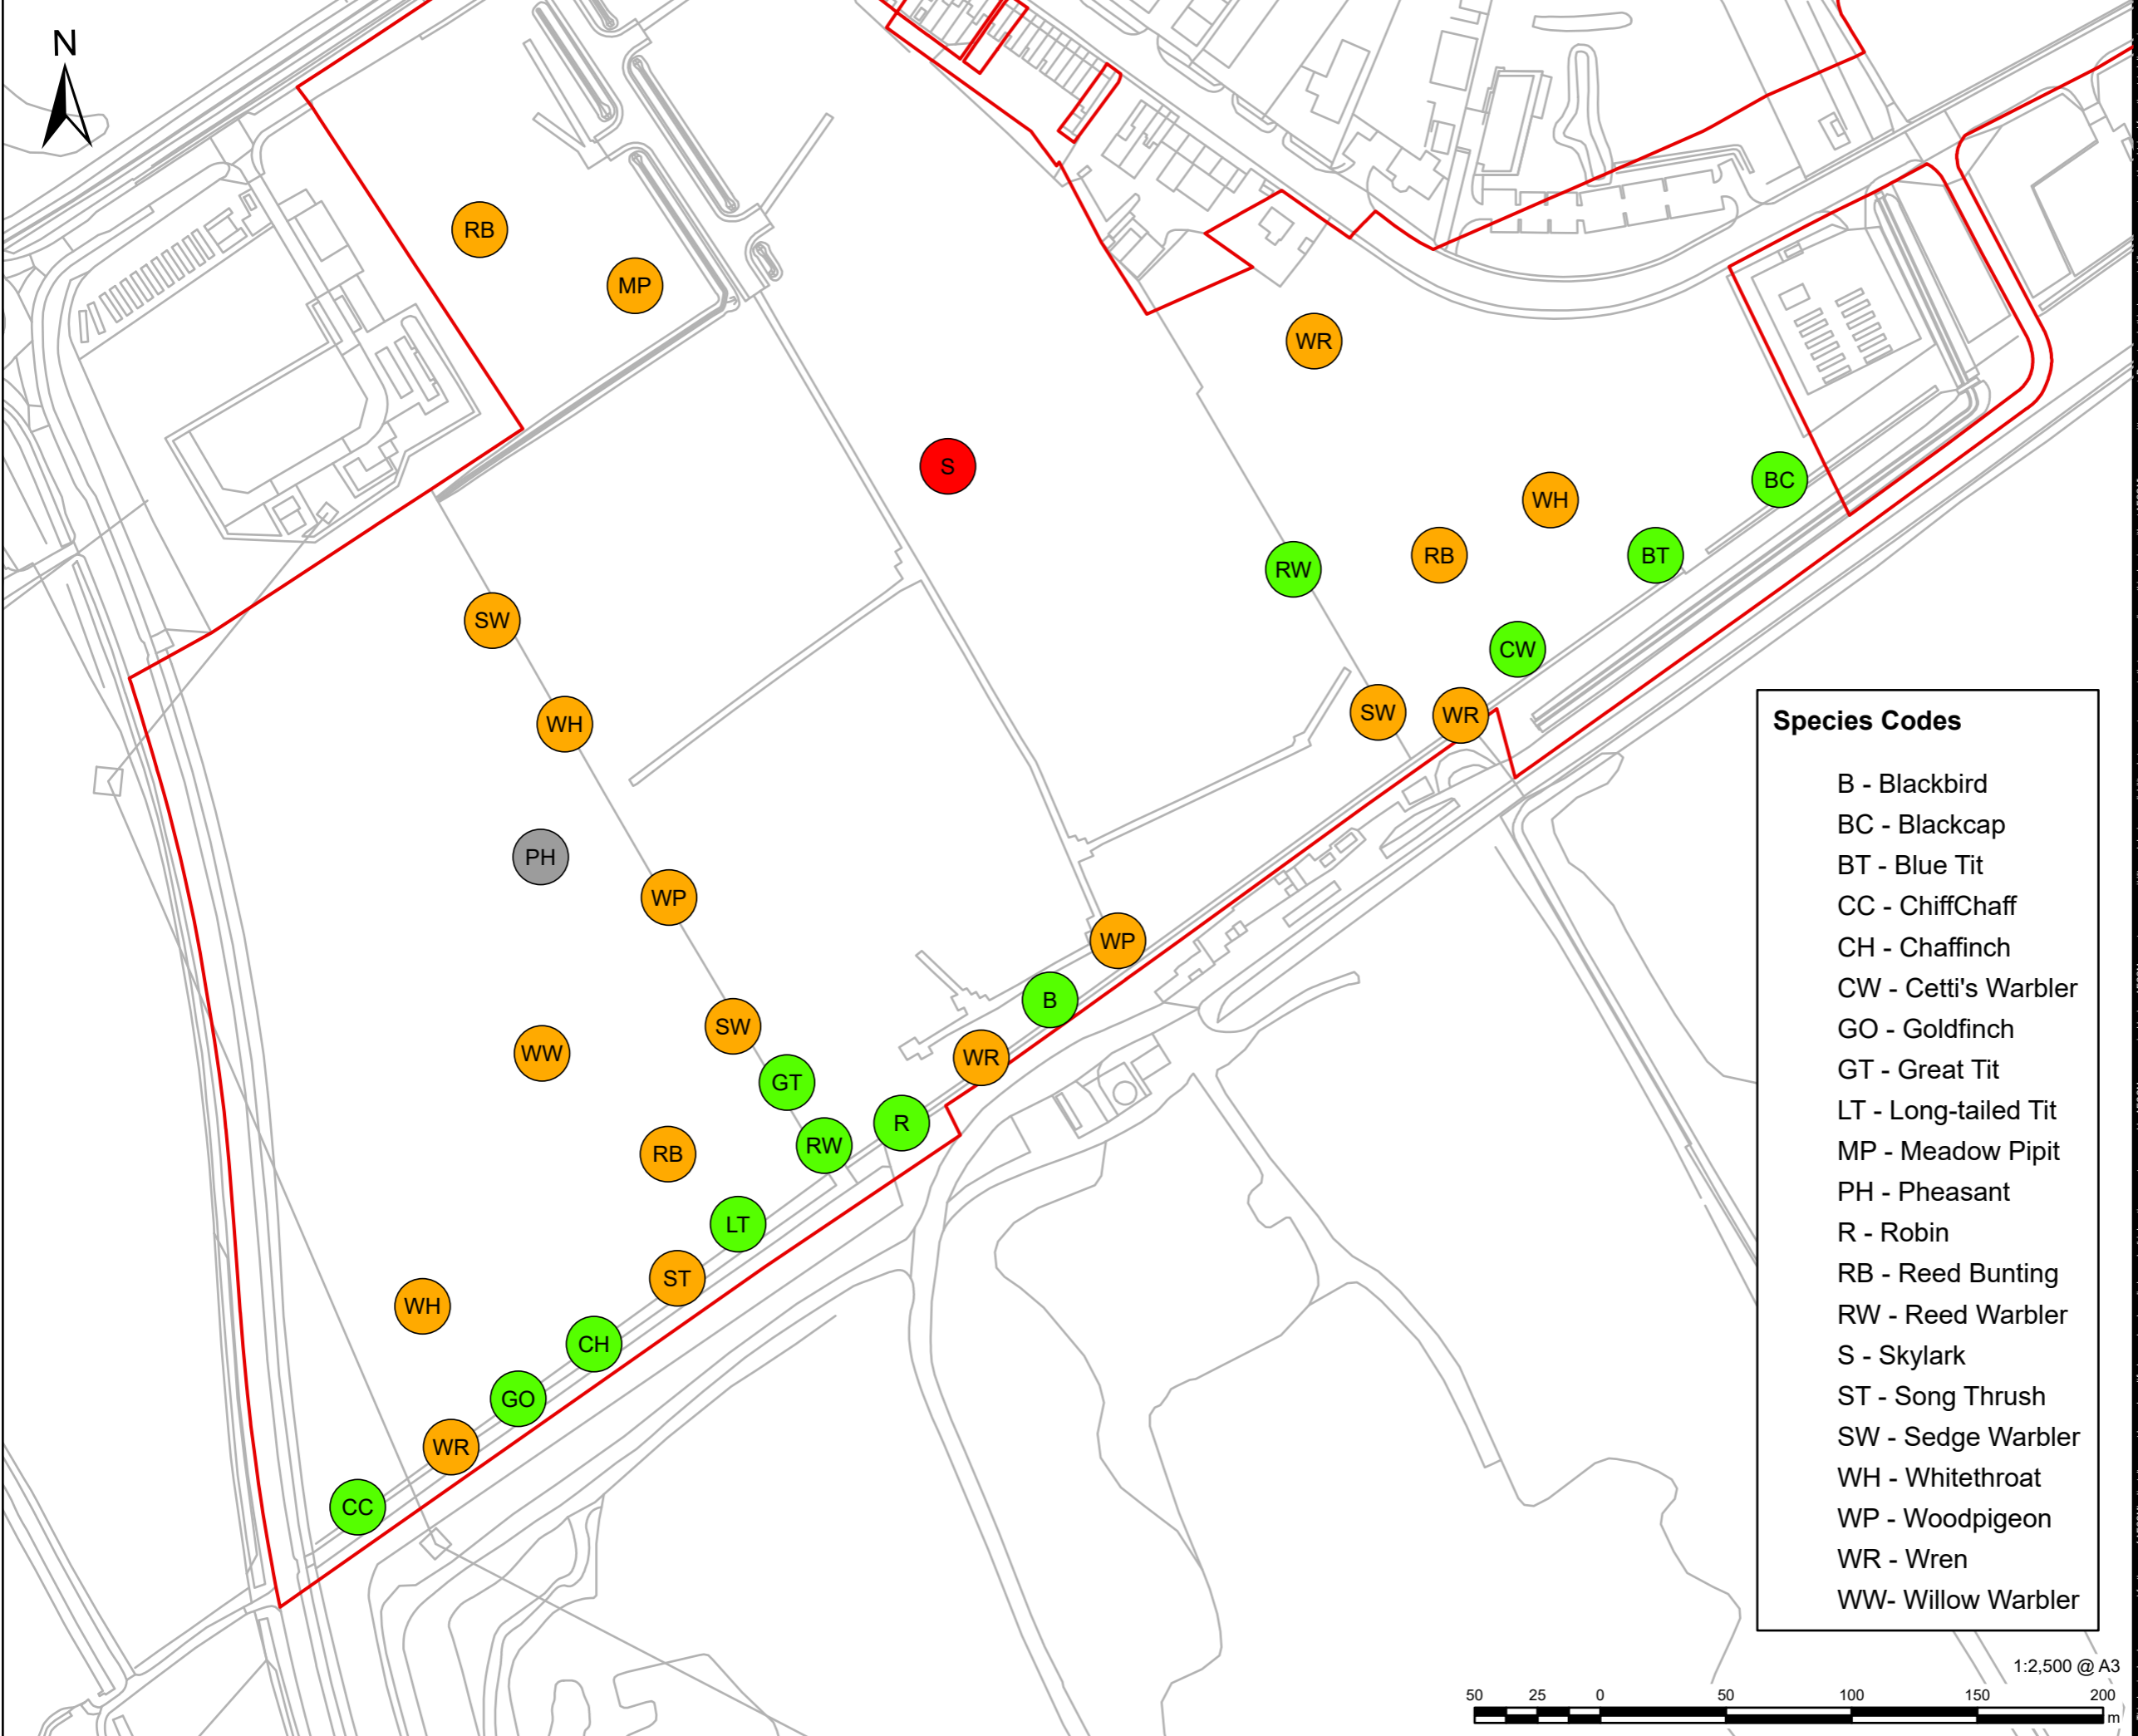 N
RB
MP
WR
S
BC
WH
RB
BT
RW
SW
CW
SW
WR
WH
PH
WP
WP
B
SW
WW
WR
GT
R
RW
RB
LT
ST
WH
CH
GO
WR
CC
Species Codes
B - Blackbird
BC - Blackcap
BT - Blue Tit
CC - ChiffChaff
CH - Chaffinch
CW - Cetti's Warbler
GO - Goldfinch
GT - Great Tit
LT - Long-tailed Tit
MP - Meadow Pipit
PH - Pheasant
R - Robin
RB - Reed Bunting
RW - Reed Warbler
S - Skylark
ST - Song Thrush
SW - Sedge Warbler
WH - Whitethroat
WP - Woodpigeon
WR - Wren
WW- Willow Warbler
1:2,500 @ A3
50 25 0 50 100 150 200
m